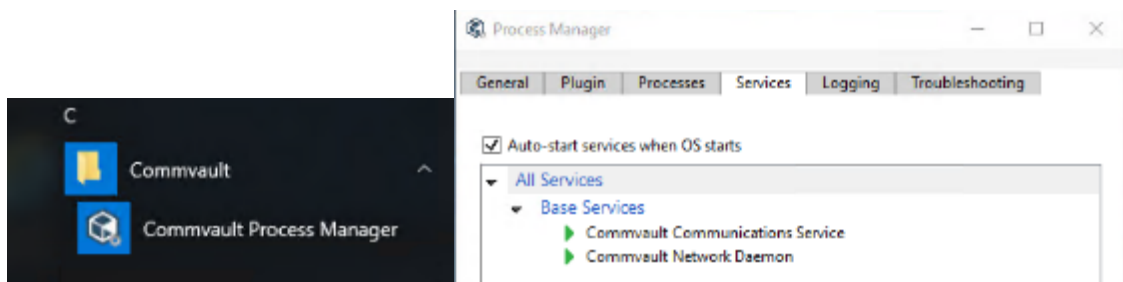 C
Commvault
Commvault Process Manager
Process Manager
General Plugin Processes Services Logging Troubleshooting
Auto-start services when OS starts
All Services
Base Services
Commvault Communications Service
Commvault Network Daemon